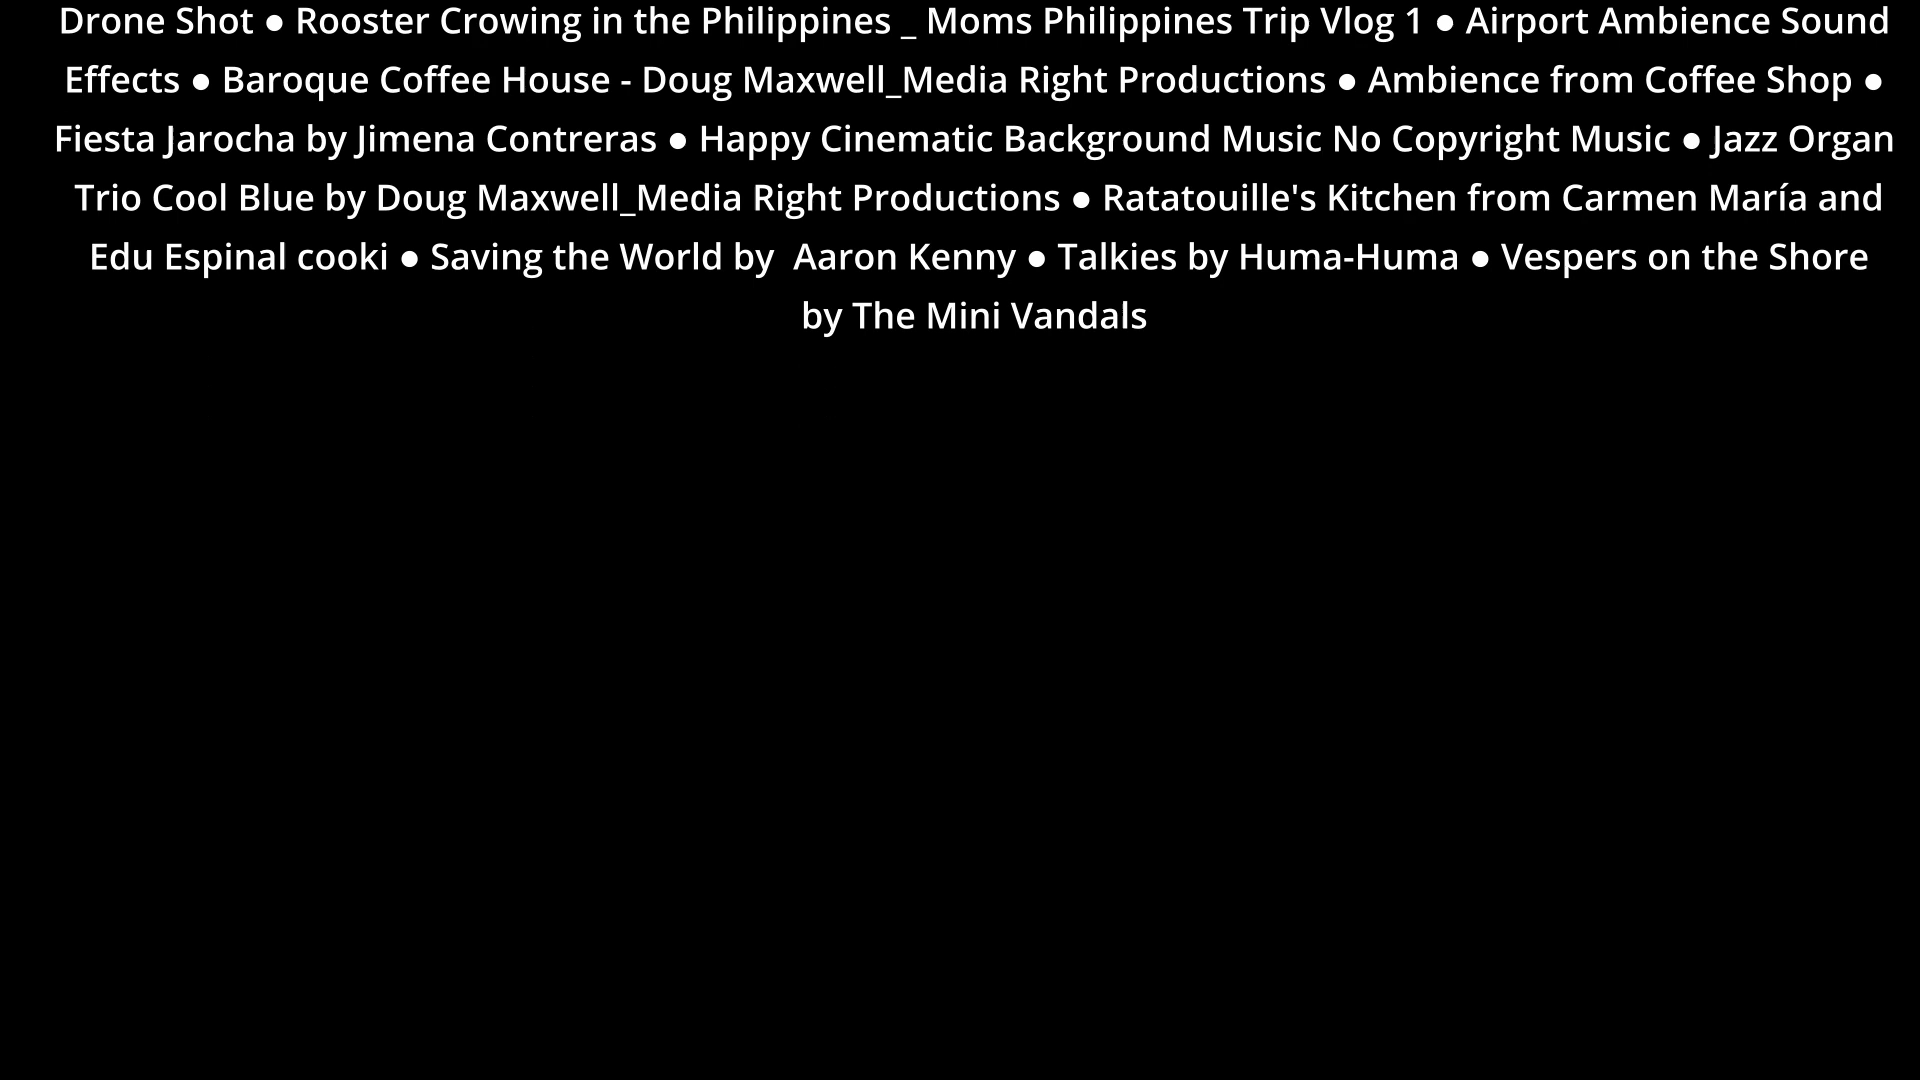 Drone Shot ● Rooster Crowing in the Philippines _ Moms Philippines Trip Vlog 1 ● Airport Ambience Sound
Effects ● Baroque Coffee House - Doug Maxwell_Media Right Productions ● Ambience from Coffee Shop ●
Fiesta Jarocha by Jimena Contreras ● Happy Cinematic Background Music No Copyright Music ● Jazz Organ
Trio Cool Blue by Doug Maxwell_Media Right Productions ● Ratatouille's Kitchen from Carmen María and
Edu Espinal cooki ● Saving the World by  Aaron Kenny ● Talkies by Huma-Huma ● Vespers on the Shore
by The Mini Vandals